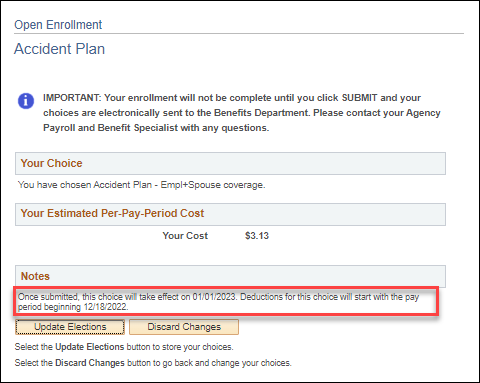 Open Enrollment
Accident Plan
IMPORTANT: Your enrollment will not be complete until you click SUBMIT and your
choices are electronically sent to the Benefits Department. Please contact your Agency
Payroll and Benefit Specialist with any questions.
Your Choice
You have chosen Accident Plan - Empl+Spouse coverage.
Your Estimated Per-Pay-Period Cost
Your Cost $3.13
Notes
Once submitted, this choice will take effect on 01/01/2023. Deductions for this choice will start with the pay
period beginning 12/18/2022.
Update Elections Discard Changes
Select the Update Elections button to store your choices.
Select the Discard Changes button to go back and change your choices.